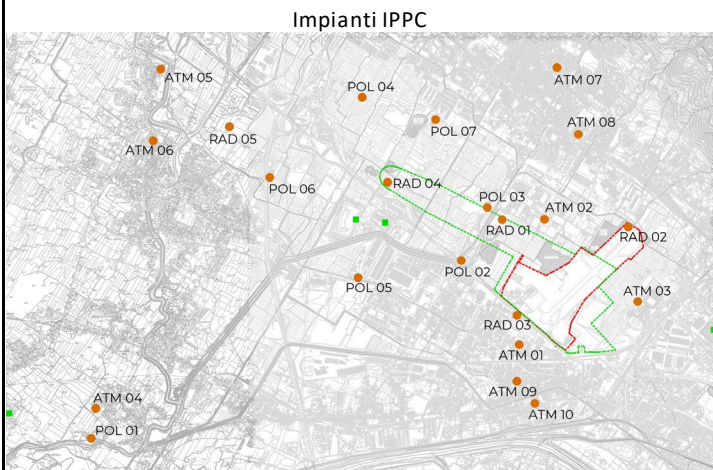 Impianti IPPC
ATM 05
ATM 07
POL 04
POL 07
ATM 08
RAD 05
ATM 06
POL 06
RAD 04
POL 03
ATM 02
RAD 01
RAD 02
POL 02
POL 05
ATM 03
RAD 03
ATM 01
ATM 09
ATM 04
ATM 10
POL 01